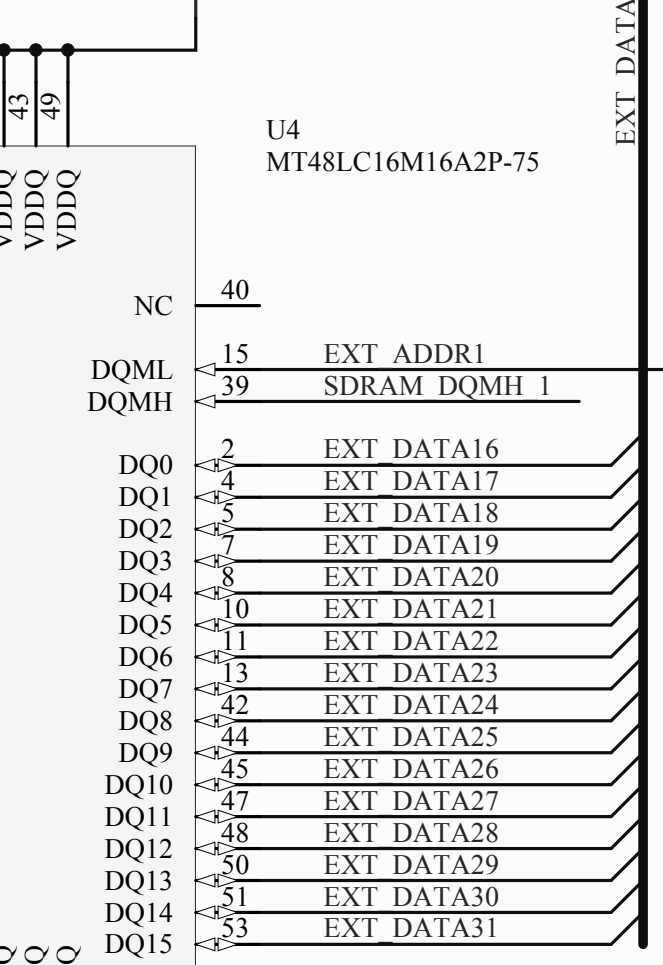 EXT_DATA
43
49
U4
MT48LC16M16A2P-75
VDDQ
VDDQ
VDDQ
NC 40
DQML 15 EXT_ADDR1
DQMH 39 SDRAM_DQMH_1
DQ0 2 EXT_DATA16
DQ1 4 EXT_DATA17
DQ2 5 EXT_DATA18
DQ3 7 EXT_DATA19
DQ4 8 EXT_DATA20
DQ5 10 EXT_DATA21
DQ6 11 EXT_DATA22
DQ7 13 EXT_DATA23
DQ8 42 EXT_DATA24
DQ9 44 EXT_DATA25
DQ10 45 EXT_DATA26
DQ11 47 EXT_DATA27
DQ12 48 EXT_DATA28
DQ13 50 EXT_DATA29
DQ14 51 EXT_DATA30
DQ15 53 EXT_DATA31